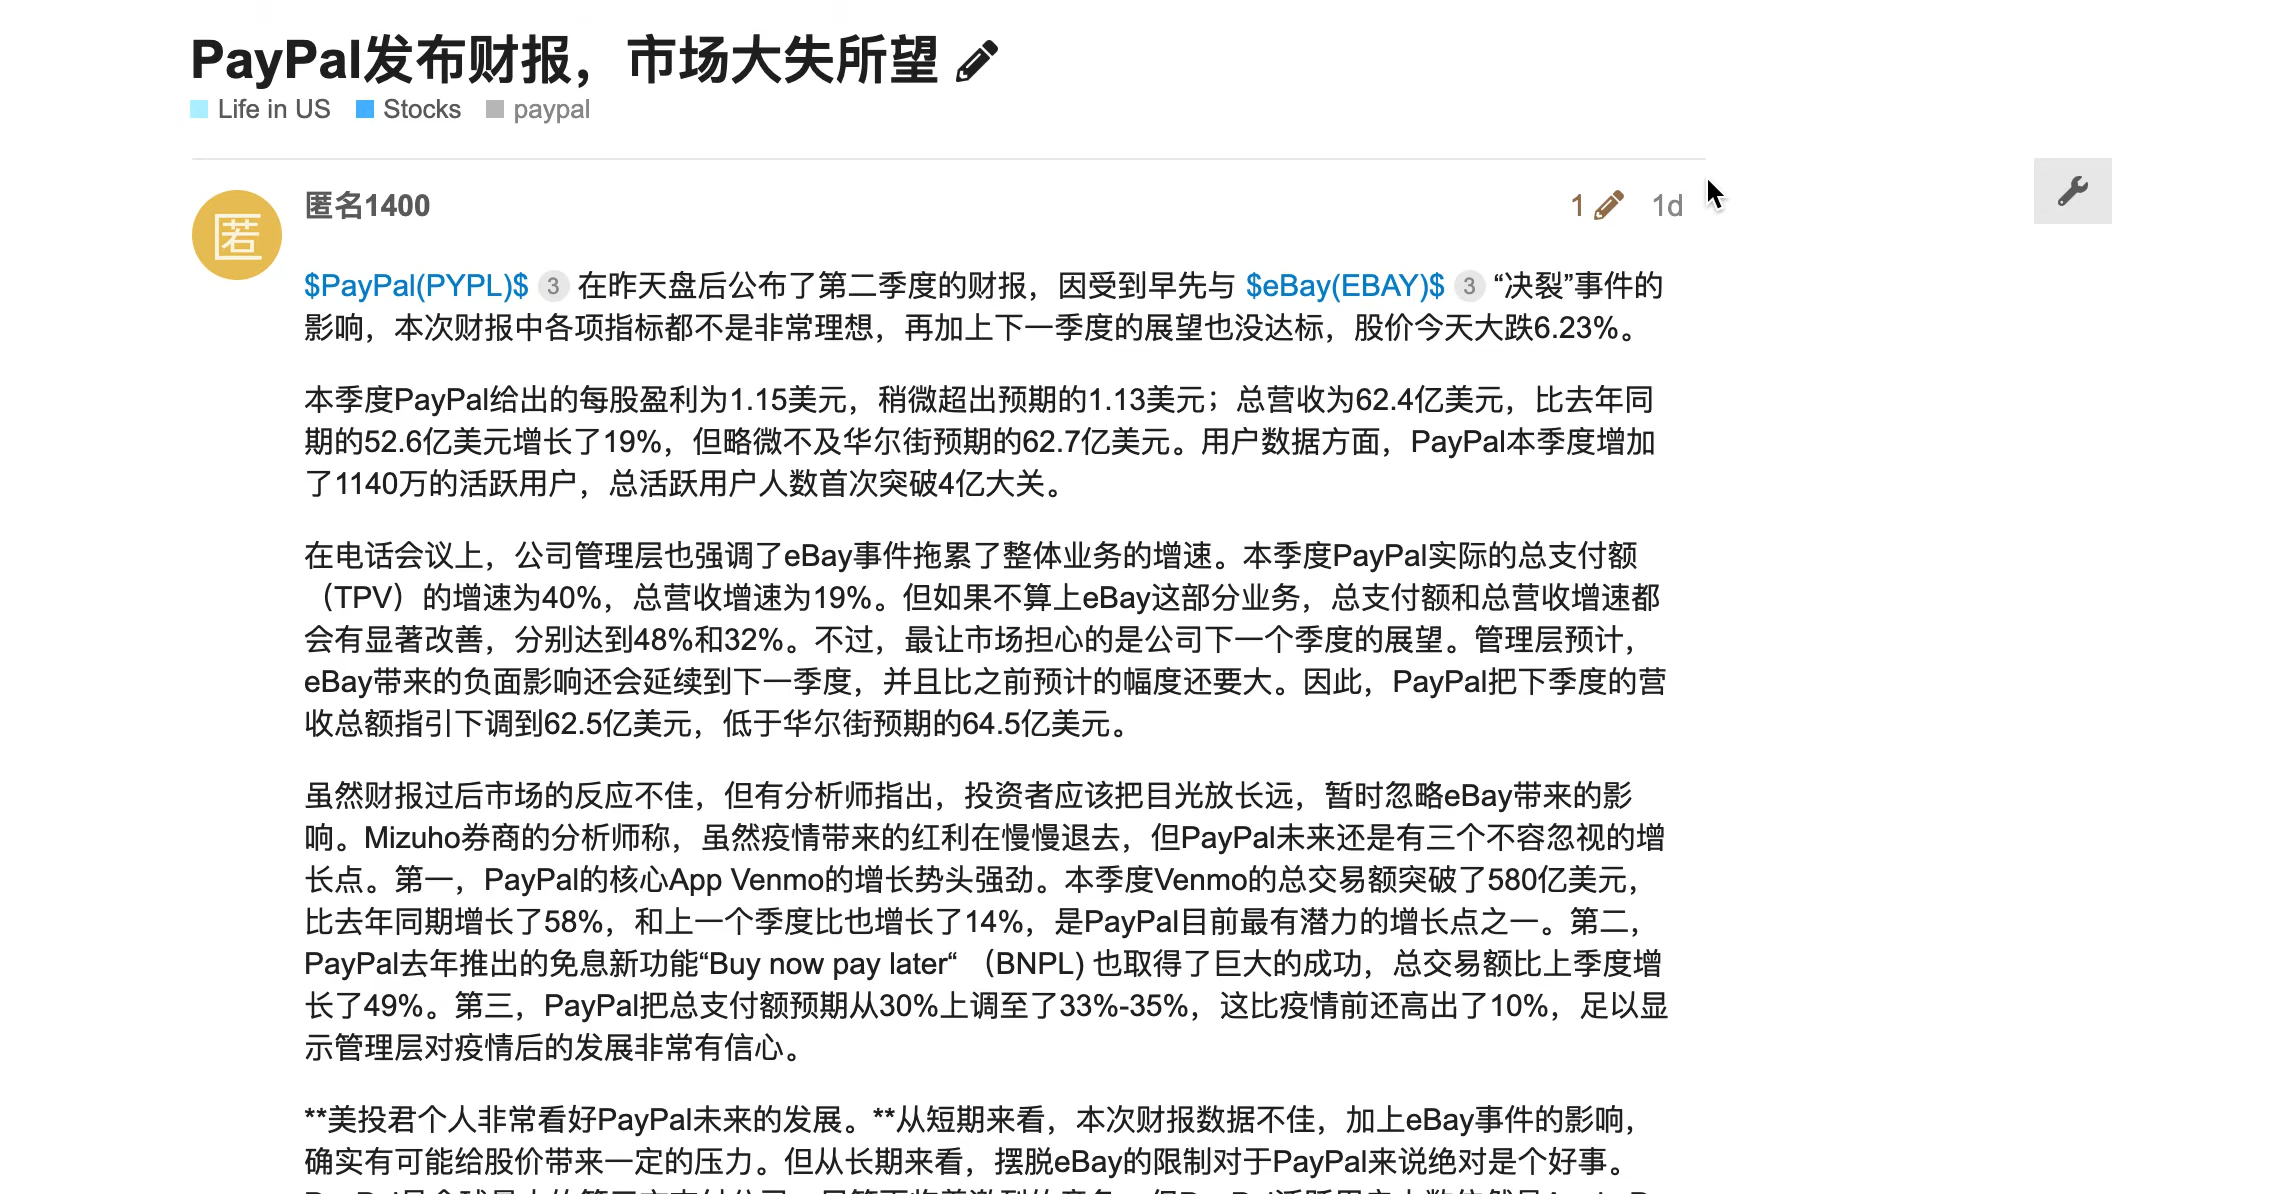 PayPal发布财报，市场大失所望
Life in US Stocks paypal
匿
匿名1400
1 1d
$PayPal(PYPL)$ 3 在昨天盘后公布了第二季度的财报，因受到早先与 $eBay(EBAY)$ 3 “决裂”事件的
影响，本次财报中各项指标都不是非常理想，再加上下一季度的展望也没达标，股价今天大跌6.23%。
本季度PayPal给出的每股盈利为1.15美元，稍微超出预期的1.13美元；总营收为62.4亿美元，比去年同
期的52.6亿美元增长了19%，但略微不及华尔街预期的62.7亿美元。用户数据方面，PayPal本季度增加
了1140万的活跃用户，总活跃用户人数首次突破4亿大关。
在电话会议上，公司管理层也强调了eBay事件拖累了整体业务的增速。本季度PayPal实际的总支付额
（TPV）的增速为40%，总营收增速为19%。但如果不算上eBay这部分业务，总支付额和总营收增速都
会有显著改善，分别达到48%和32%。不过，最让市场担心的是公司下一个季度的展望。管理层预计，
eBay带来的负面影响还会延续到下一季度，并且比之前预计的幅度还要大。因此，PayPal把下季度的营
收总额指引下调到62.5亿美元，低于华尔街预期的64.5亿美元。
虽然财报过后市场的反应不佳，但有分析师指出，投资者应该把目光放长远，暂时忽略eBay带来的影
响。Mizuho券商的分析师称，虽然疫情带来的红利在慢慢退去，但PayPal未来还是有三个不容忽视的增
长点。第一，PayPal的核心App Venmo的增长势头强劲。本季度Venmo的总交易额突破了580亿美元，
比去年同期增长了58%，和上一个季度比也增长了14%，是PayPal目前最有潜力的增长点之一。第二，
PayPal去年推出的免息新功能“Buy now pay later“ （BNPL) 也取得了巨大的成功，总交易额比上季度增
长了49%。第三，PayPal把总支付额预期从30%上调至了33%-35%，这比疫情前还高出了10%，足以显
示管理层对疫情后的发展非常有信心。
**美投君个人非常看好PayPal未来的发展。**从短期来看，本次财报数据不佳，加上eBay事件的影响，
确实有可能给股价带来一定的压力。但从长期来看，摆脱eBay的限制对于PayPal来说绝对是个好事。